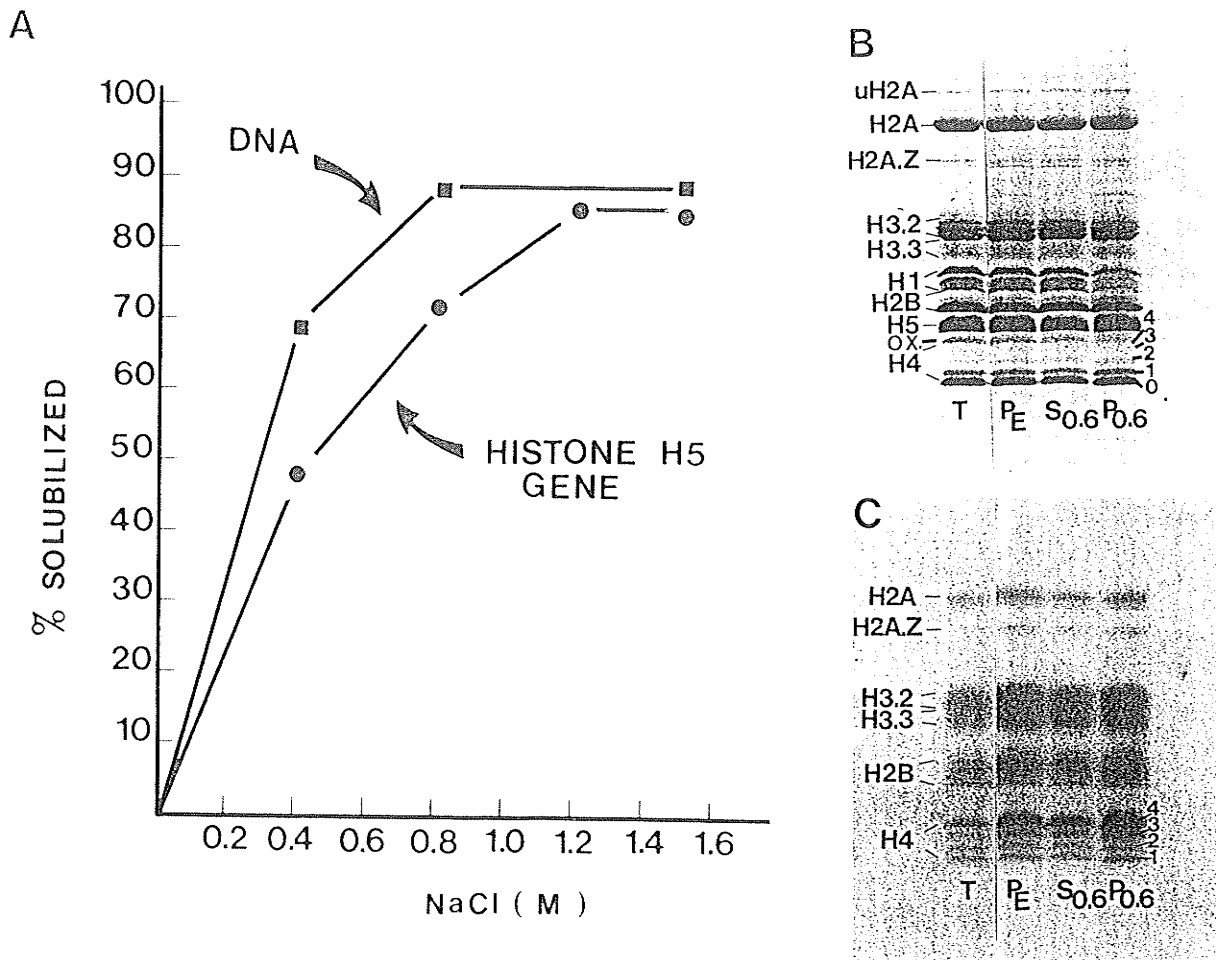 A
100
90
80
70
60
50
40
30
20
10
% SOLUBILIZED
DNA
HISTONE H5
GENE
0.2 0.4 0.6 0.8 1.0 1.2 1.4 1.6
NaCl ( M )
B
uH2A
H2A
H2A.Z
H3.2
H3.3
H1
H2B
H5
OX.
H4
4
3
2
1
0
T PE S0.6 P0.6
C
H2A
H2A.Z
H3.2
H3.3
H2B
H4
4
3
2
1
T PE S0.6 P0.6